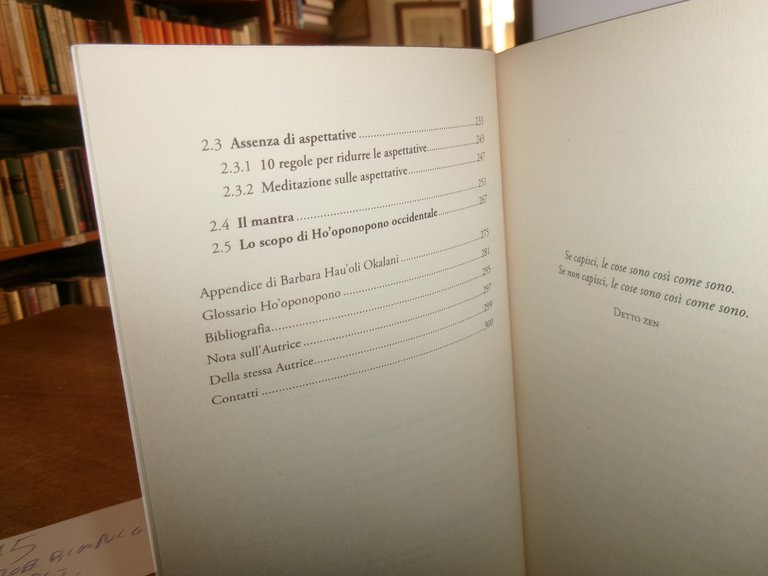 2.3 Assenza di aspettative ........ 233
2.3.1 10 regole per ridurre le aspettative ........ 243
2.3.2 Meditazione sulle aspettative ........ 247
2.4 Il mantra ........ 251
2.5 Lo scopo di Ho'oponopono occidentale ........ 267
Appendice di Barbara Hau'oli Okalani ........ 275
Glossario Ho'oponopono ........ 281
Bibliografia ........ 295
Nota sull'Autrice ........ 297
Della stessa Autrice ........ 299
Contatti ........ 300
Se capisci, le cose sono così come sono.
Se non capisci, le cose sono così come sono.
Detto zen